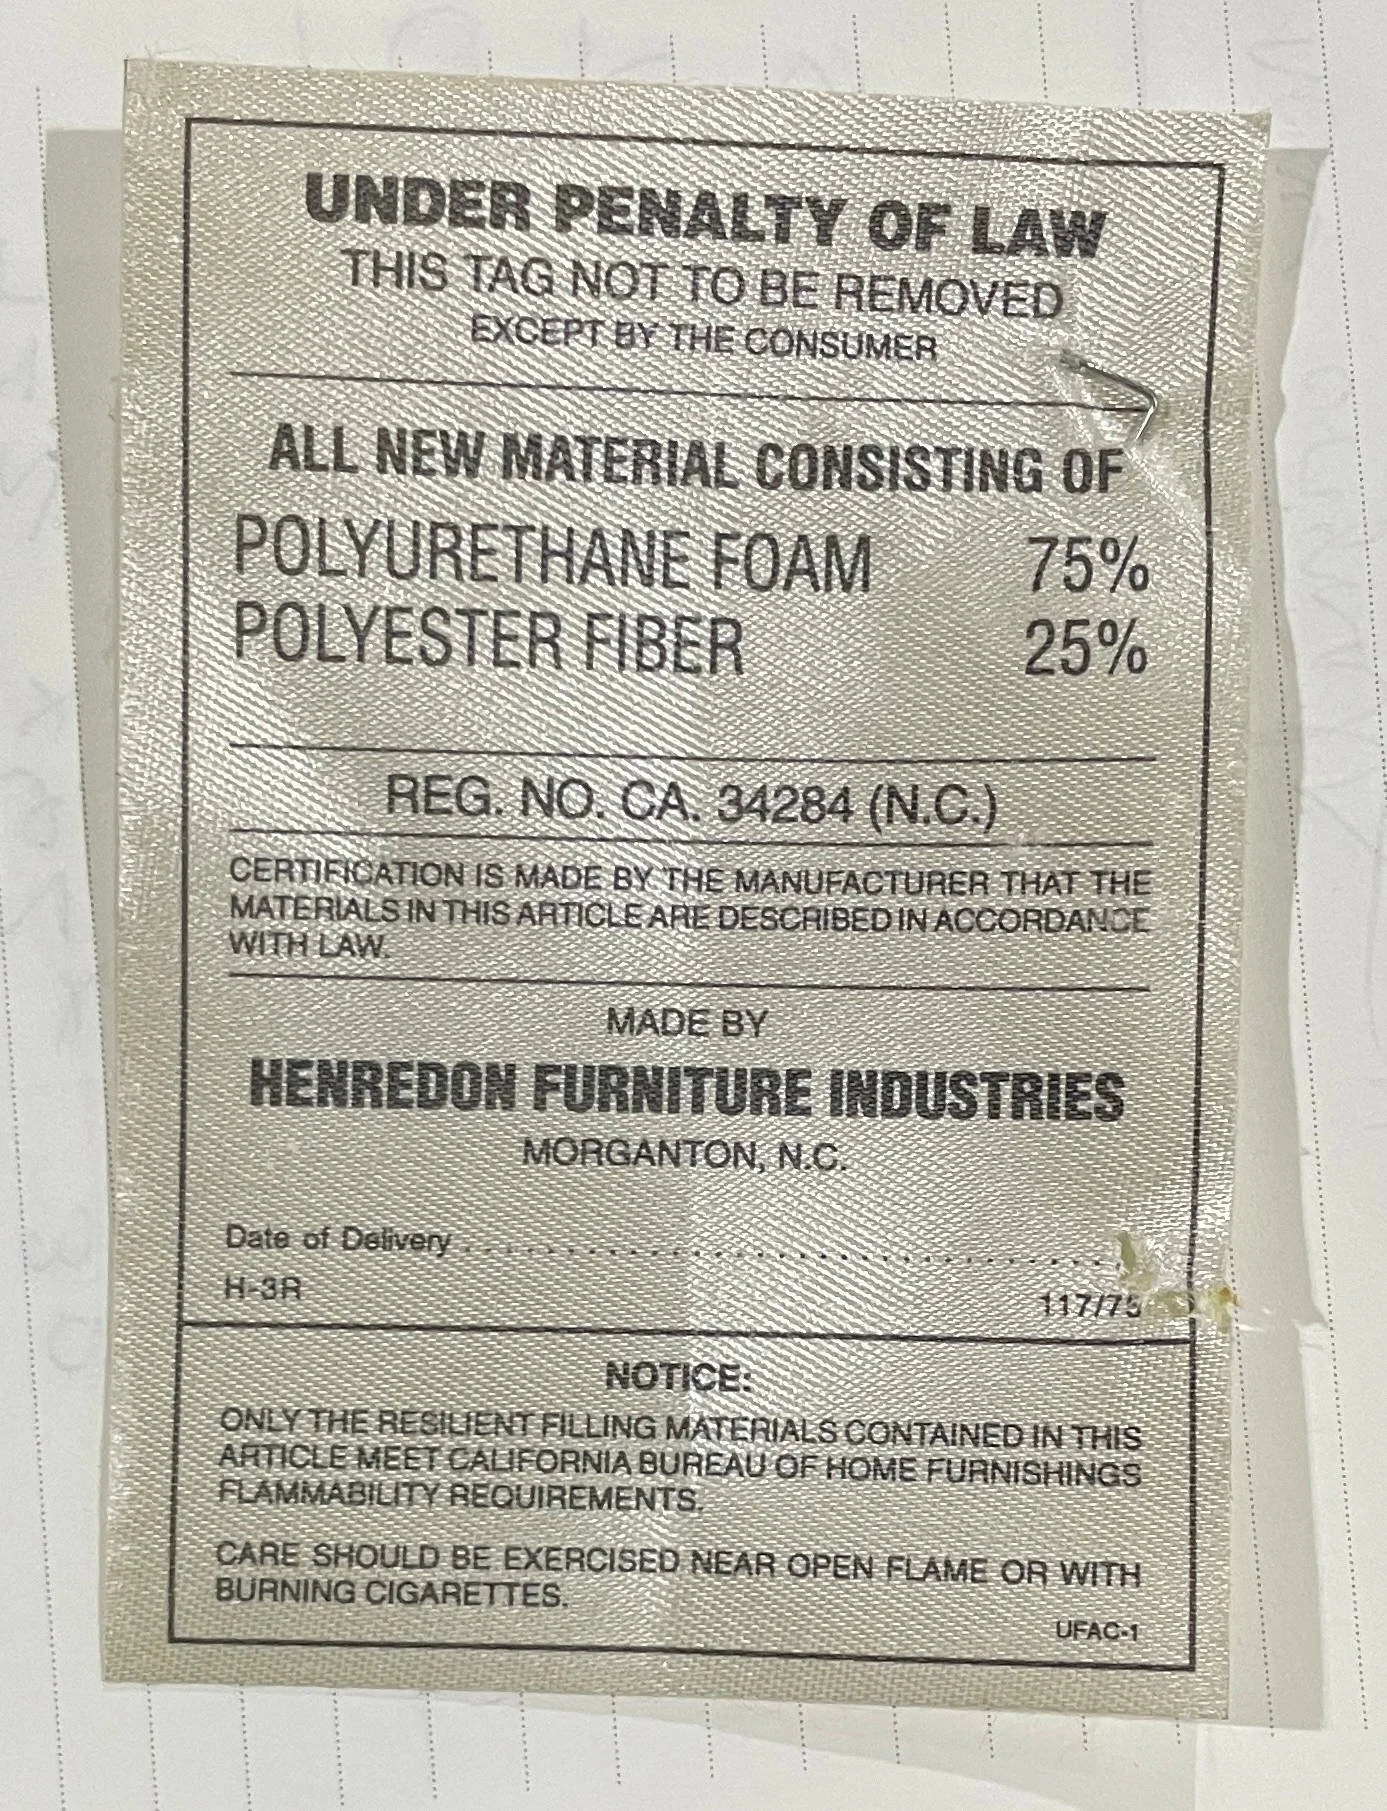 UNDER PENALTY OF LAW
THIS TAG NOT TO BE REMOVED
EXCEPT BY THE CONSUMER
ALL NEW MATERIAL CONSISTING OF
POLYURETHANE FOAM 75%
POLYESTER FIBER 25%
REG. NO. CA. 34284 (N.C.)
CERTIFICATION IS MADE BY THE MANUFACTURER THAT THE
MATERIALS IN THIS ARTICLE ARE DESCRIBED IN ACCORDANCE
WITH LAW.
MADE BY
HENREDON FURNITURE INDUSTRIES
MORGANTON, N.C.
Date of Delivery ........................................
H-3R 117/75
NOTICE:
ONLY THE RESILIENT FILLING MATERIALS CONTAINED IN THIS
ARTICLE MEET CALIFORNIA BUREAU OF HOME FURNISHINGS
FLAMMABILITY REQUIREMENTS.
CARE SHOULD BE EXERCISED NEAR OPEN FLAME OR WITH
BURNING CIGARETTES.
UFAC-1